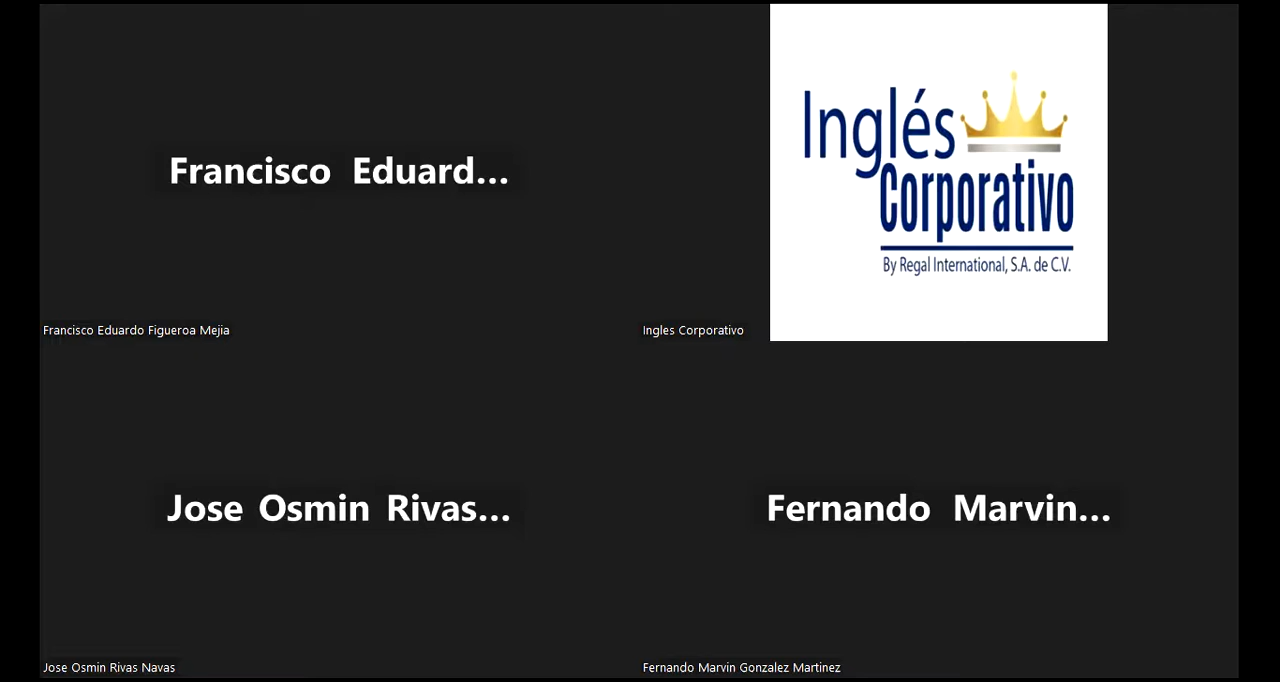 Francisco Eduard...
Francisco Eduardo Figueroa Mejia
Inglés
Corporativo
By Regal International, S.A. de C.V.
Ingles Corporativo
Jose Osmin Rivas...
Jose Osmin Rivas Navas
Fernando Marvin...
Fernando Marvin Gonzalez Martinez